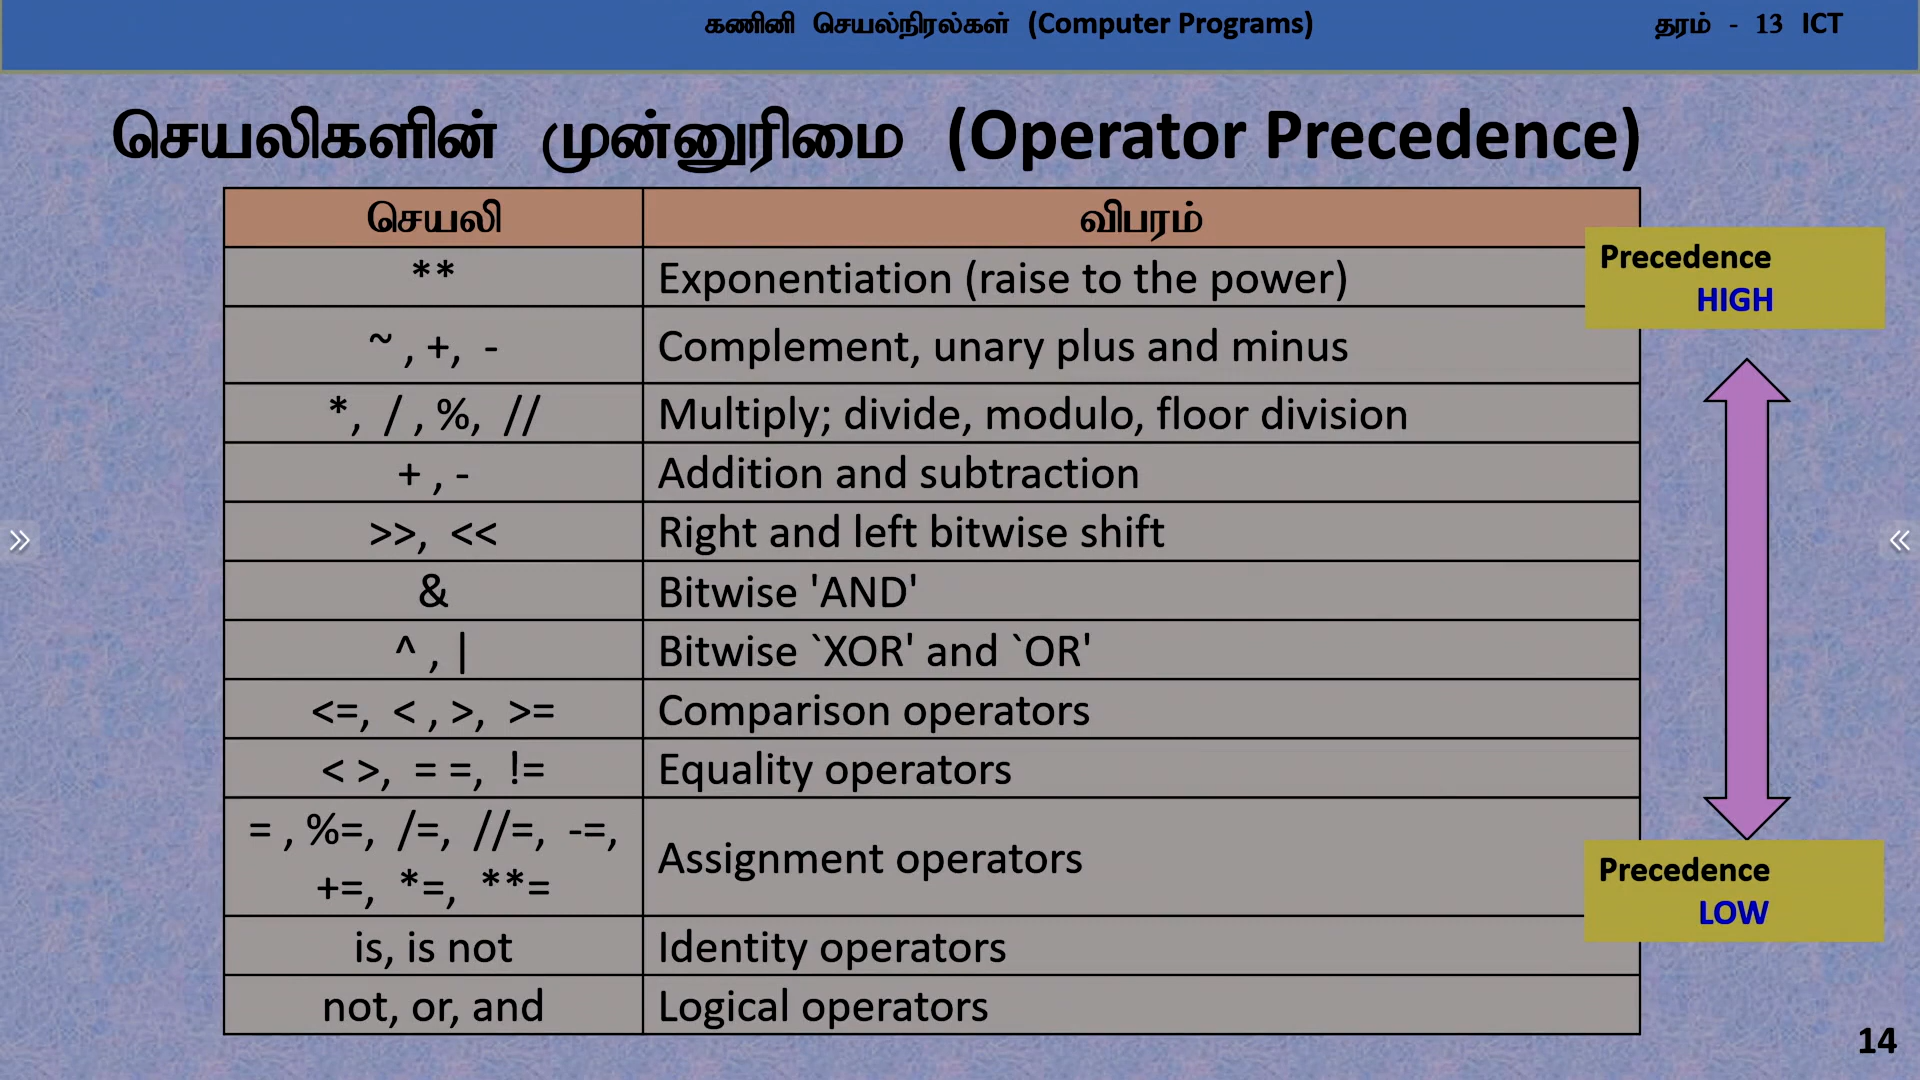 கணினி செயல்நிரல்கள் (Computer Programs)
தரம் - 13 ICT
செயலிகளின் முன்னுரிமை (Operator Precedence)
செயலி விபரம்
** Exponentiation (raise to the power)
~ , +, - Complement, unary plus and minus
*, / , %, // Multiply; divide, modulo, floor division
+ , - Addition and subtraction
>>, << Right and left bitwise shift
& Bitwise 'AND'
^ , | Bitwise `XOR' and `OR'
<=, < , >, >= Comparison operators
< >, = =, != Equality operators
= , %=, /=, //=, -=,
+=, *=, **= Assignment operators
is, is not Identity operators
not, or, and Logical operators
Precedence
HIGH
Precedence
LOW
14